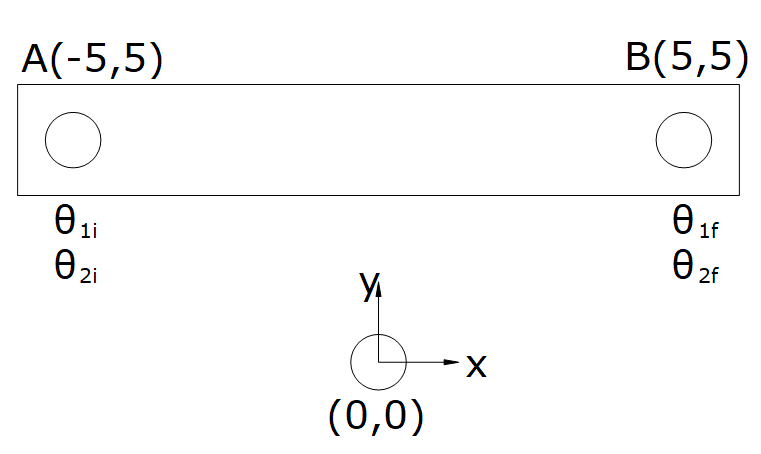 A(-5,5) B(5,5)
θ1i θ1f
θ2i θ2f
y
x
(0,0)